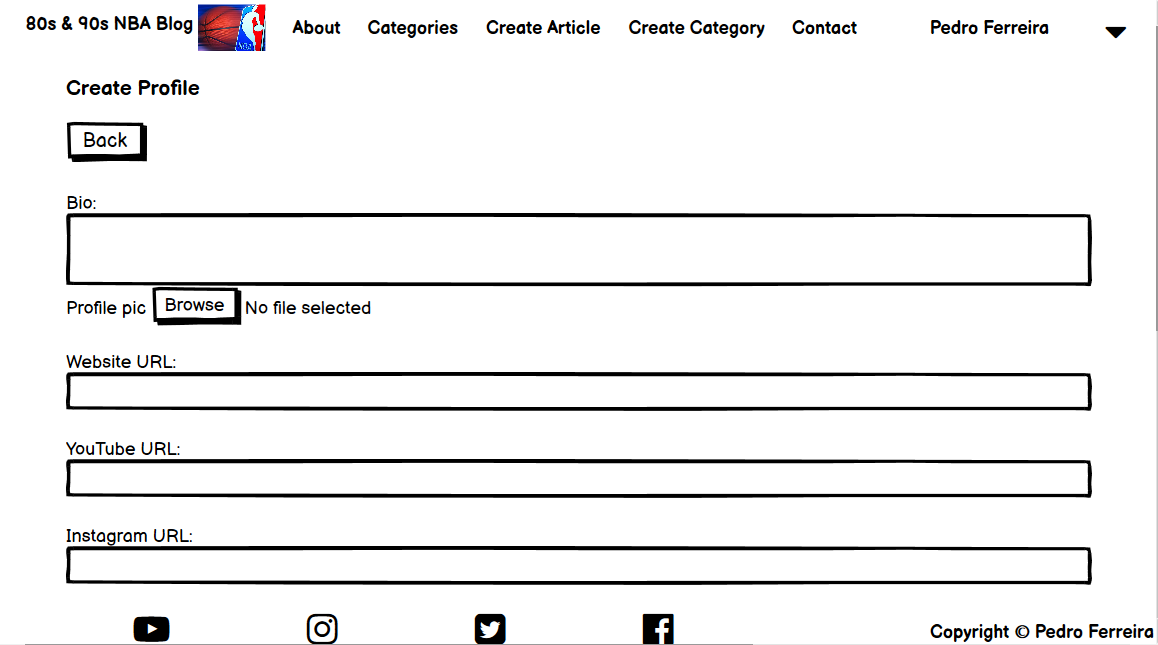 80s & 90s NBA Blog About Categories Create Article Create Category Contact Pedro Ferreira
NBA
Create Profile
Back
Bio:
Profile pic Browse No file selected
Website URL:
YouTube URL:
Instagram URL:
Copyright © Pedro Ferreira